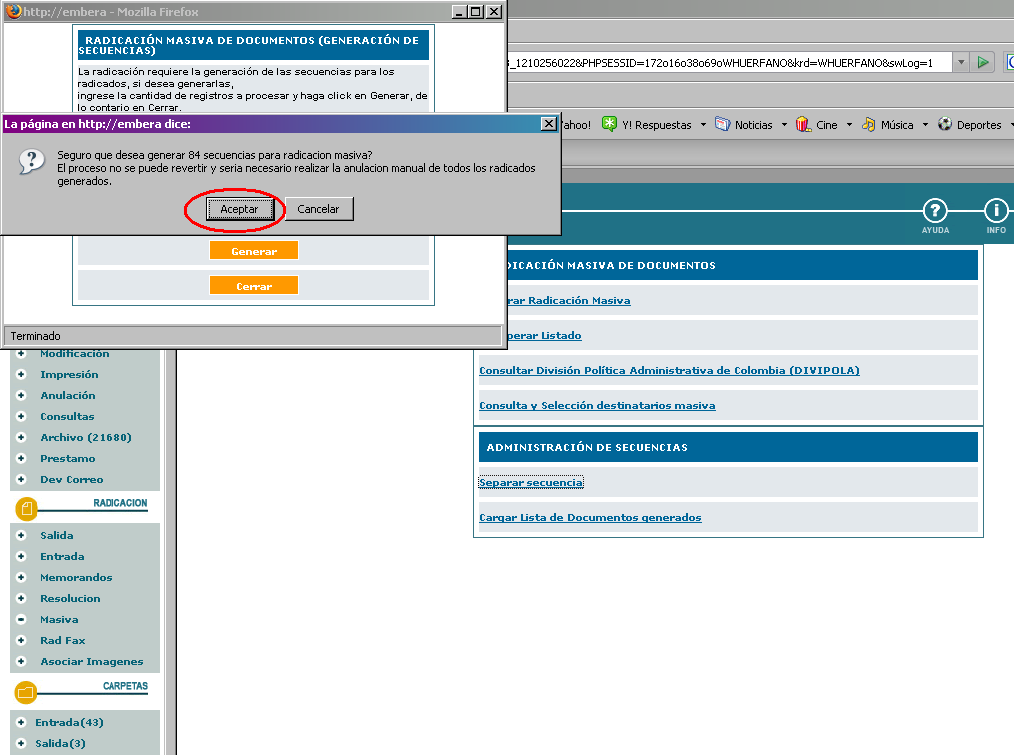 http://embera - Mozilla Firefox
RADICACIÓN MASIVA DE DOCUMENTOS (GENERACIÓN DE
SECUENCIAS)
La radicación requiere la generación de las secuencias para los
radicados, si desea generarlas,
ingrese la cantidad de registros a procesar y haga click en Generar, de
lo contario en Cerrar.
La página en http://embera dice:
Seguro que desea generar 84 secuencias para radicacion masiva?
El proceso no se puede revertir y seria necesario realizar la anulacion manual de todos los radicados
generados.
Aceptar Cancelar
Generar
Cerrar
Terminado
3_12102560228&PHPSESSID=172o16o38o69oWHUERFANO&krd=WHUERFANO&swLog=1
ahoo! Y! Respuestas Noticias Cine Música Deportes
AYUDA INFO
DICACIÓN MASIVA DE DOCUMENTOS
rar Radicación Masiva
perar Listado
Consultar División Política Administrativa de Colombia (DIVIPOLA)
Consulta y Selección destinatarios masiva
ADMINISTRACIÓN DE SECUENCIAS
Separar secuencia
Cargar Lista de Documentos generados
Modificación
Impresión
Anulación
Consultas
Archivo (21680)
Prestamo
Dev Correo
RADICACION
Salida
Entrada
Memorandos
Resolucion
Masiva
Rad Fax
Asociar Imagenes
CARPETAS
Entrada(43)
Salida(3)